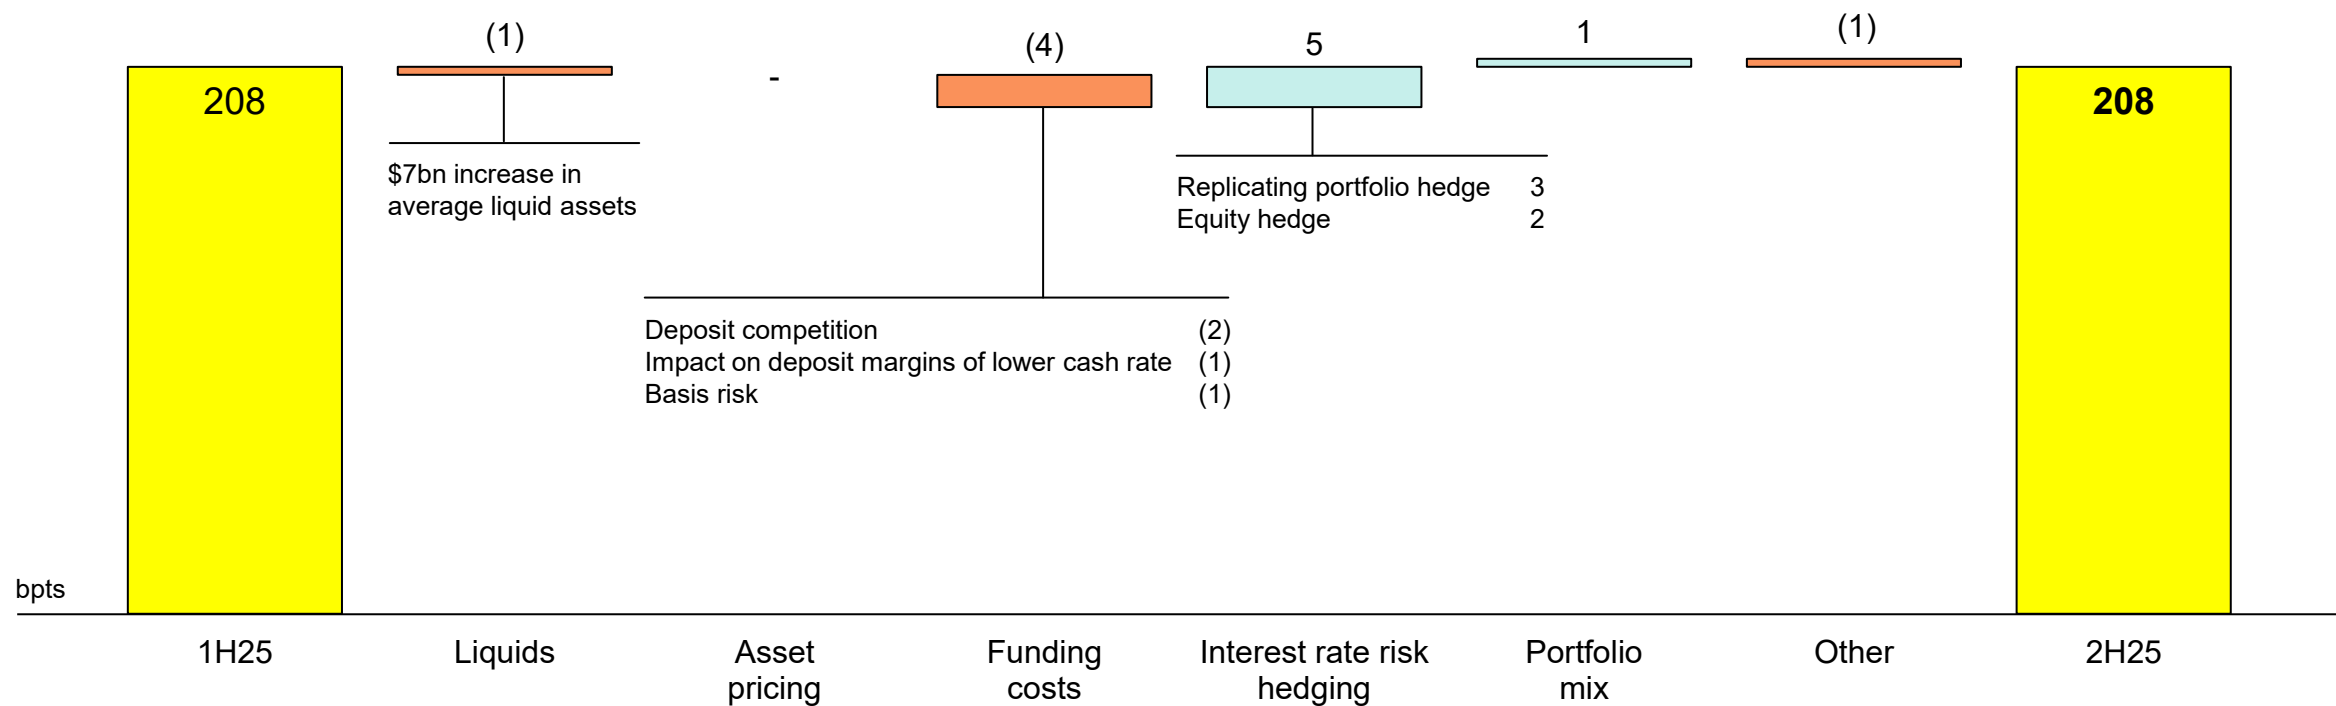 (1)
-
(4)
5
1
(1)
208
208
$7bn increase in
average liquid assets
Replicating portfolio hedge 3
Equity hedge 2
Deposit competition (2)
Impact on deposit margins of lower cash rate (1)
Basis risk (1)
bpts
1H25
Liquids
Asset
pricing
Funding
costs
Interest rate risk
hedging
Portfolio
mix
Other
2H25